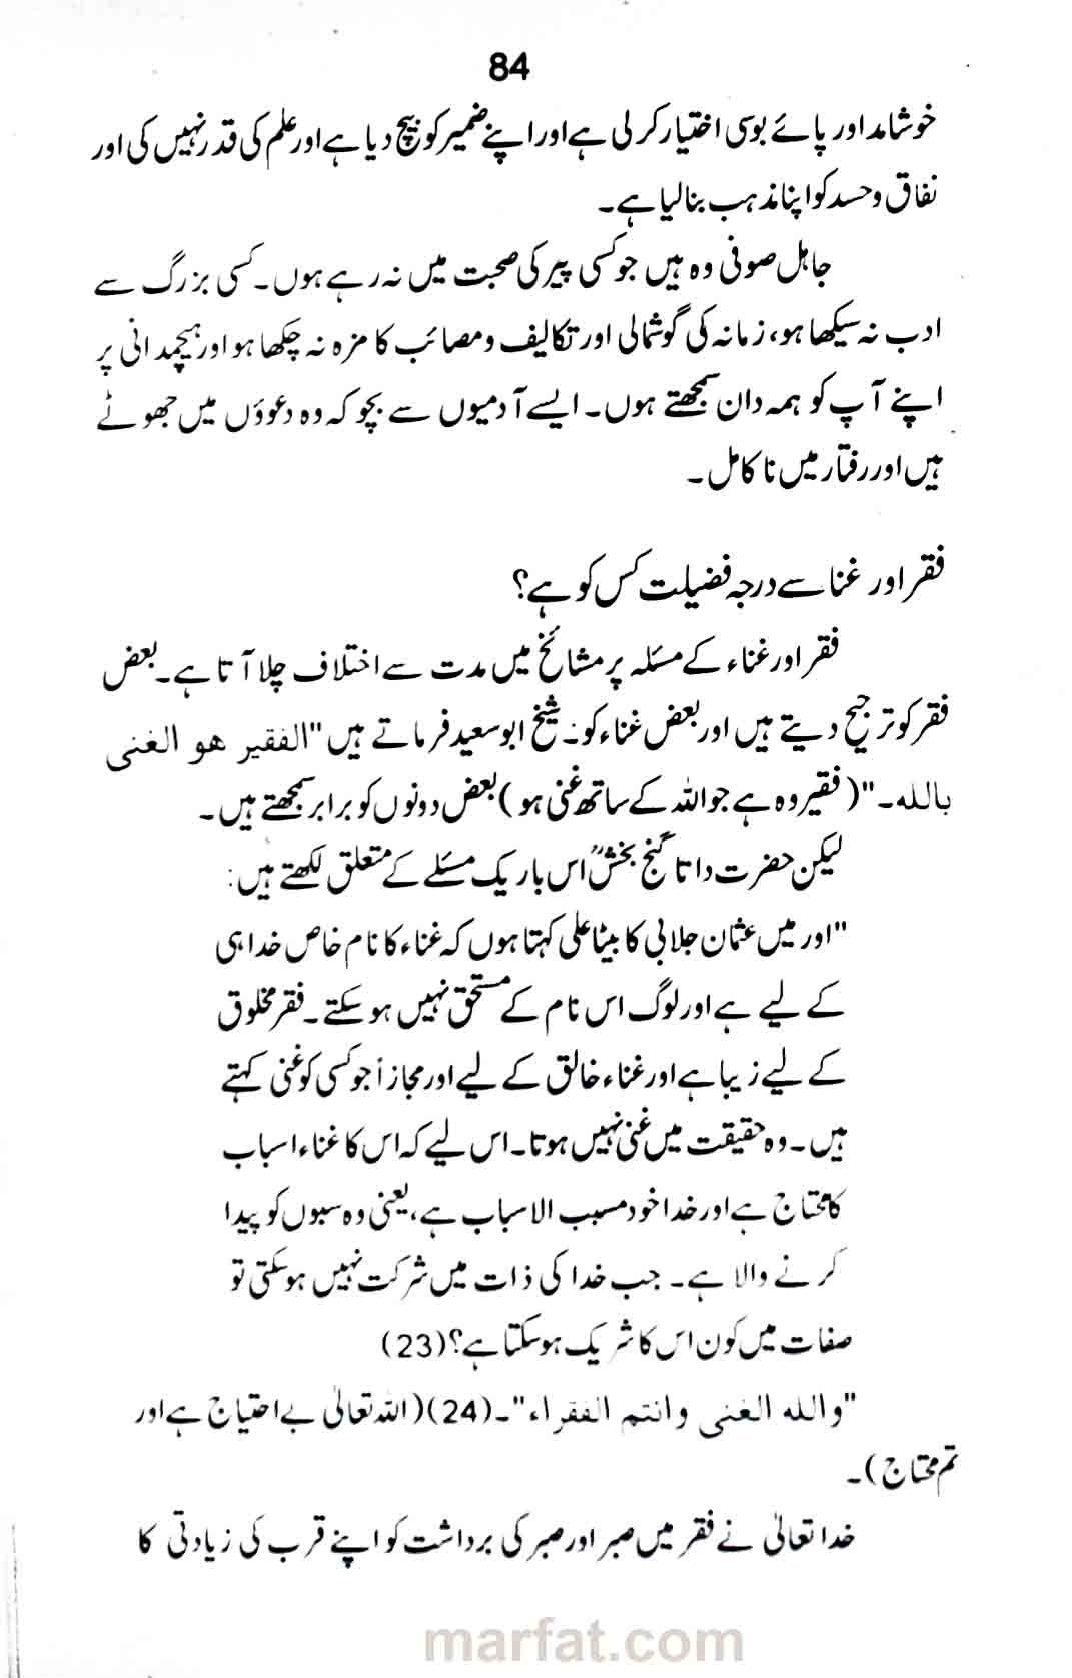 84
خوشامد اور پائے بوسی اختیار کر لی ہے اور اپنے ضمیر کو بیچ دیا ہے اور علم کی قدر نہیں کی اور
نفاق و حسد کو اپنا مذہب بنا لیا ہے۔
جاہل صوفی وہ ہیں جو کسی پیر کی صحبت میں نہ رہے ہوں۔ کسی بزرگ سے
ادب نہ سیکھا ہو، زمانہ کی گوشمالی اور تکالیف و مصائب کا مزہ نہ چکھا ہو اور ہیچمدانی پر
اپنے آپ کو ہمہ دان سمجھتے ہوں۔ ایسے آدمیوں سے بچو کہ وہ دعوؤں میں جھوٹے
ہیں اور رفتار میں ناکامل۔
فقر اور غنا سے درجہ فضیلت کس کو ہے؟
فقر اور غناء کے مسئلہ پر مشائخ میں مدت سے اختلاف چلا آتا ہے۔ بعض
فقر کو ترجیح دیتے ہیں اور بعض غناء کو۔ شیخ ابوسعید فرماتے ہیں "الفقیر هو الغنی
بالله۔" (فقیر وہ ہے جو اللہ کے ساتھ غنی ہو) بعض دونوں کو برابر سمجھتے ہیں۔
لیکن حضرت داتا گنج بخشؒ اس باریک مسئلے کے متعلق لکھتے ہیں:
"اور میں عثمان جلابی کا بیٹا علی کہتا ہوں کہ غناء کا نام خاص خدا ہی
کے لیے ہے اور لوگ اس نام کے مستحق نہیں ہو سکتے۔ فقر مخلوق
کے لیے زیبا ہے اور غناء خالق کے لیے اور مجازاً جو کسی کو غنی کہتے
ہیں۔ وہ حقیقت میں غنی نہیں ہوتا۔ اس لیے کہ اس کا غناء اسباب
کا محتاج ہے اور خدا خود مسبب الاسباب ہے، یعنی وہ سببوں کو پیدا
کرنے والا ہے۔ جب خدا کی ذات میں شرکت نہیں ہو سکتی تو
صفات میں کون اس کا شریک ہو سکتا ہے؟ (23)
"والله الغنی وانتم الفقراء"۔ (24) (اللہ تعالیٰ بے احتیاج ہے اور
تم محتاج)۔
خدا تعالیٰ نے فقر میں صبر اور صبر کی برداشت کو اپنے قرب کی زیادتی کا
marfat.com